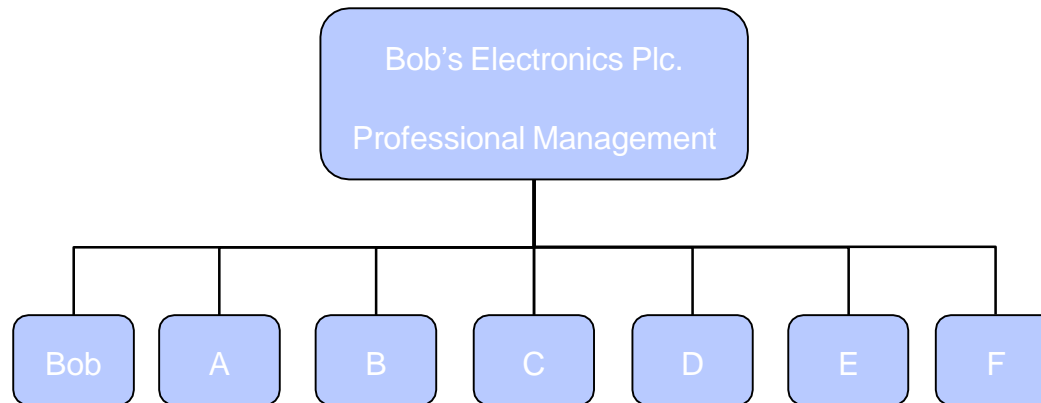 Bob’s Electronics Plc.
Professional Management
Bob A B C D E F